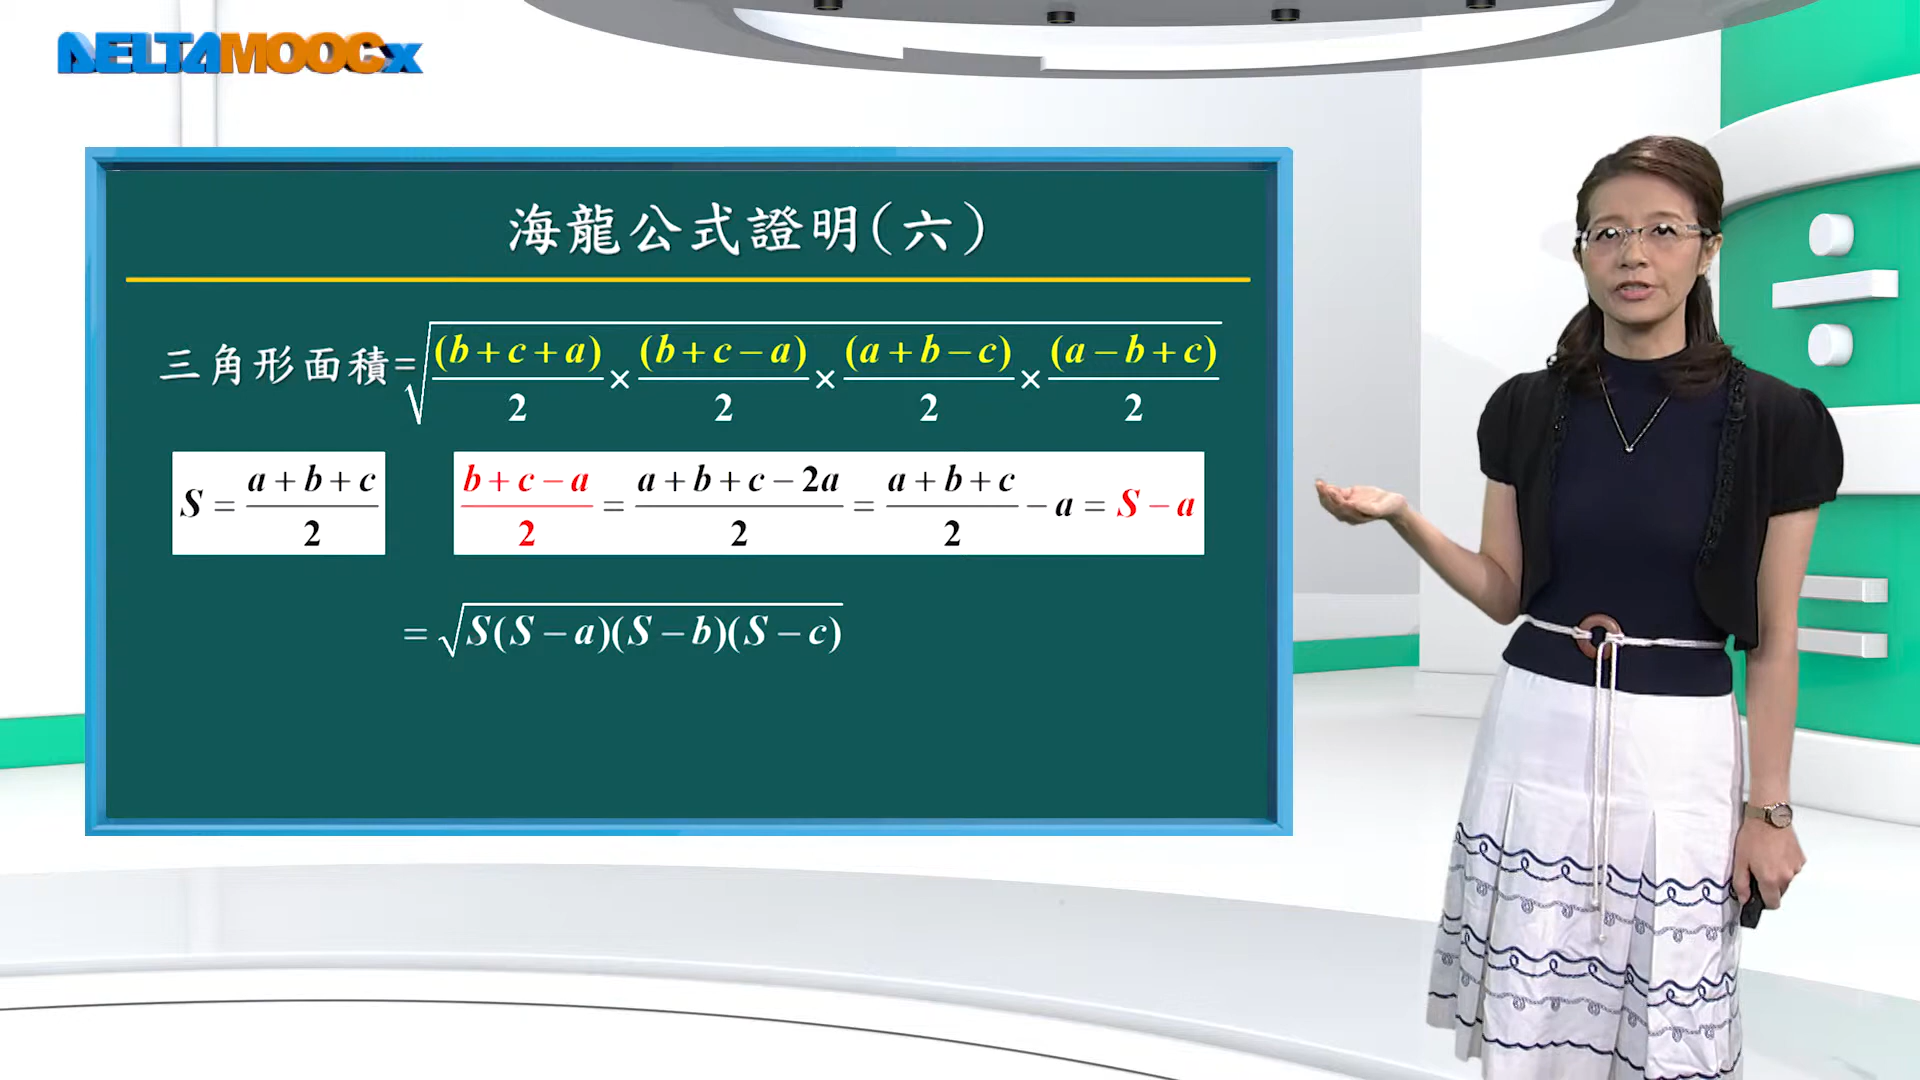 DELTAMOOCx
海龍公式證明(六)
三角形面積=√((b+c+a)/2 × (b+c−a)/2 × (a+b−c)/2 × (a−b+c)/2)
S = (a+b+c)/2
(b+c−a)/2 = (a+b+c−2a)/2 = (a+b+c)/2 − a = S − a
= √(S(S−a)(S−b)(S−c))